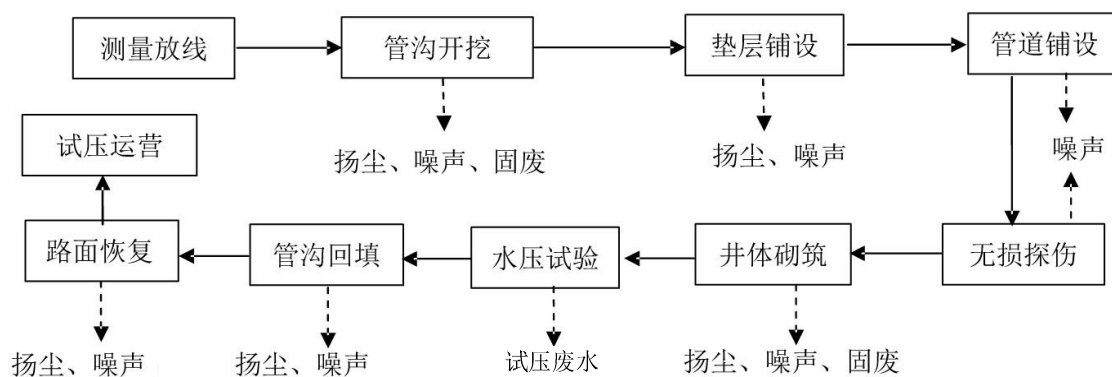 测量放线
管沟开挖
垫层铺设
管道铺设
扬尘、噪声、固废
扬尘、噪声
噪声
试压运营
路面恢复
管沟回填
水压试验
井体砌筑
无损探伤
扬尘、噪声
扬尘、噪声
试压废水
扬尘、噪声、固废